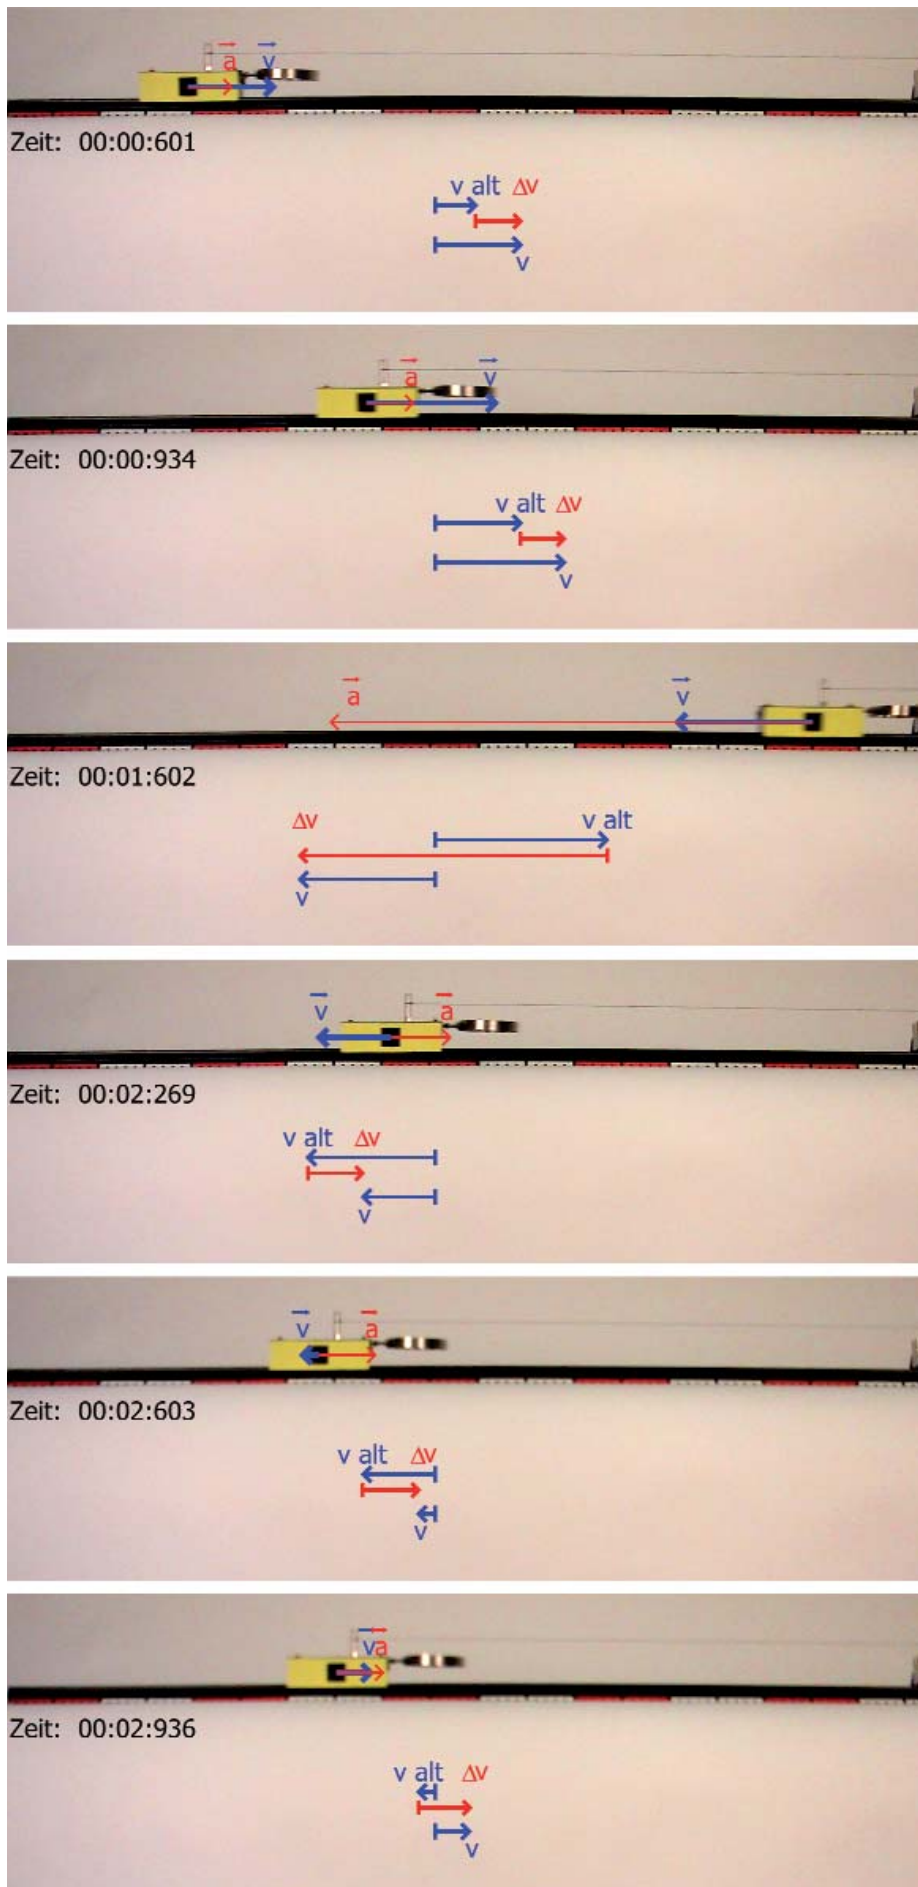 a v
Zeit: 00:00:601
v alt Δv
v
a v
Zeit: 00:00:934
v alt Δv
v
a v
Zeit: 00:01:602
Δv v alt
v
v a
Zeit: 00:02:269
v alt Δv
v
v a
Zeit: 00:02:603
v alt Δv
v
va
Zeit: 00:02:936
v alt Δv
v